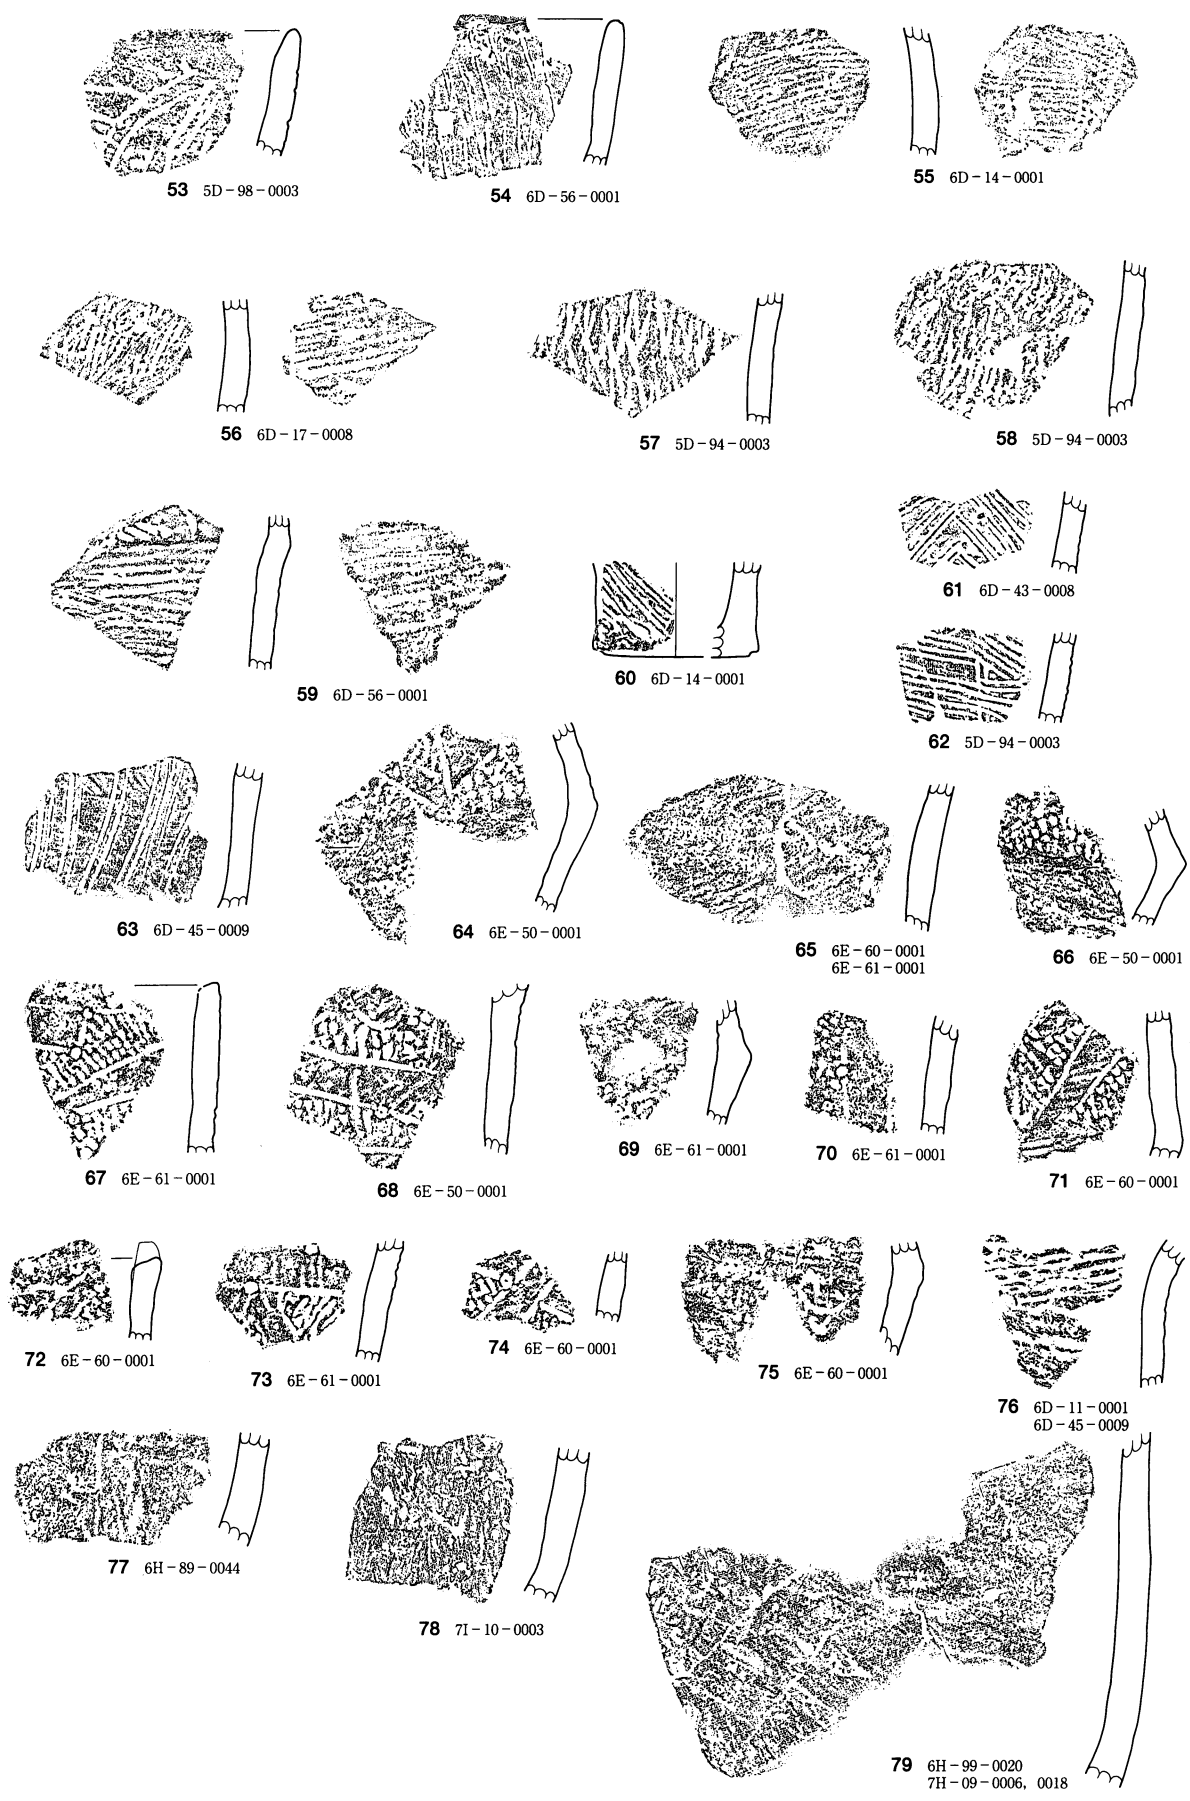 53 5D-98-0003
54 6D-56-0001
55 6D-14-0001
56 6D-17-0008
57 5D-94-0003
58 5D-94-0003
59 6D-56-0001
60 6D-14-0001
61 6D-43-0008
62 5D-94-0003
63 6D-45-0009
64 6E-50-0001
65 6E-60-0001
6E-61-0001
66 6E-50-0001
67 6E-61-0001
68 6E-50-0001
69 6E-61-0001
70 6E-61-0001
71 6E-60-0001
72 6E-60-0001
73 6E-61-0001
74 6E-60-0001
75 6E-60-0001
76 6D-11-0001
6D-45-0009
77 6H-89-0044
78 7I-10-0003
79 6H-99-0020
7H-09-0006, 0018